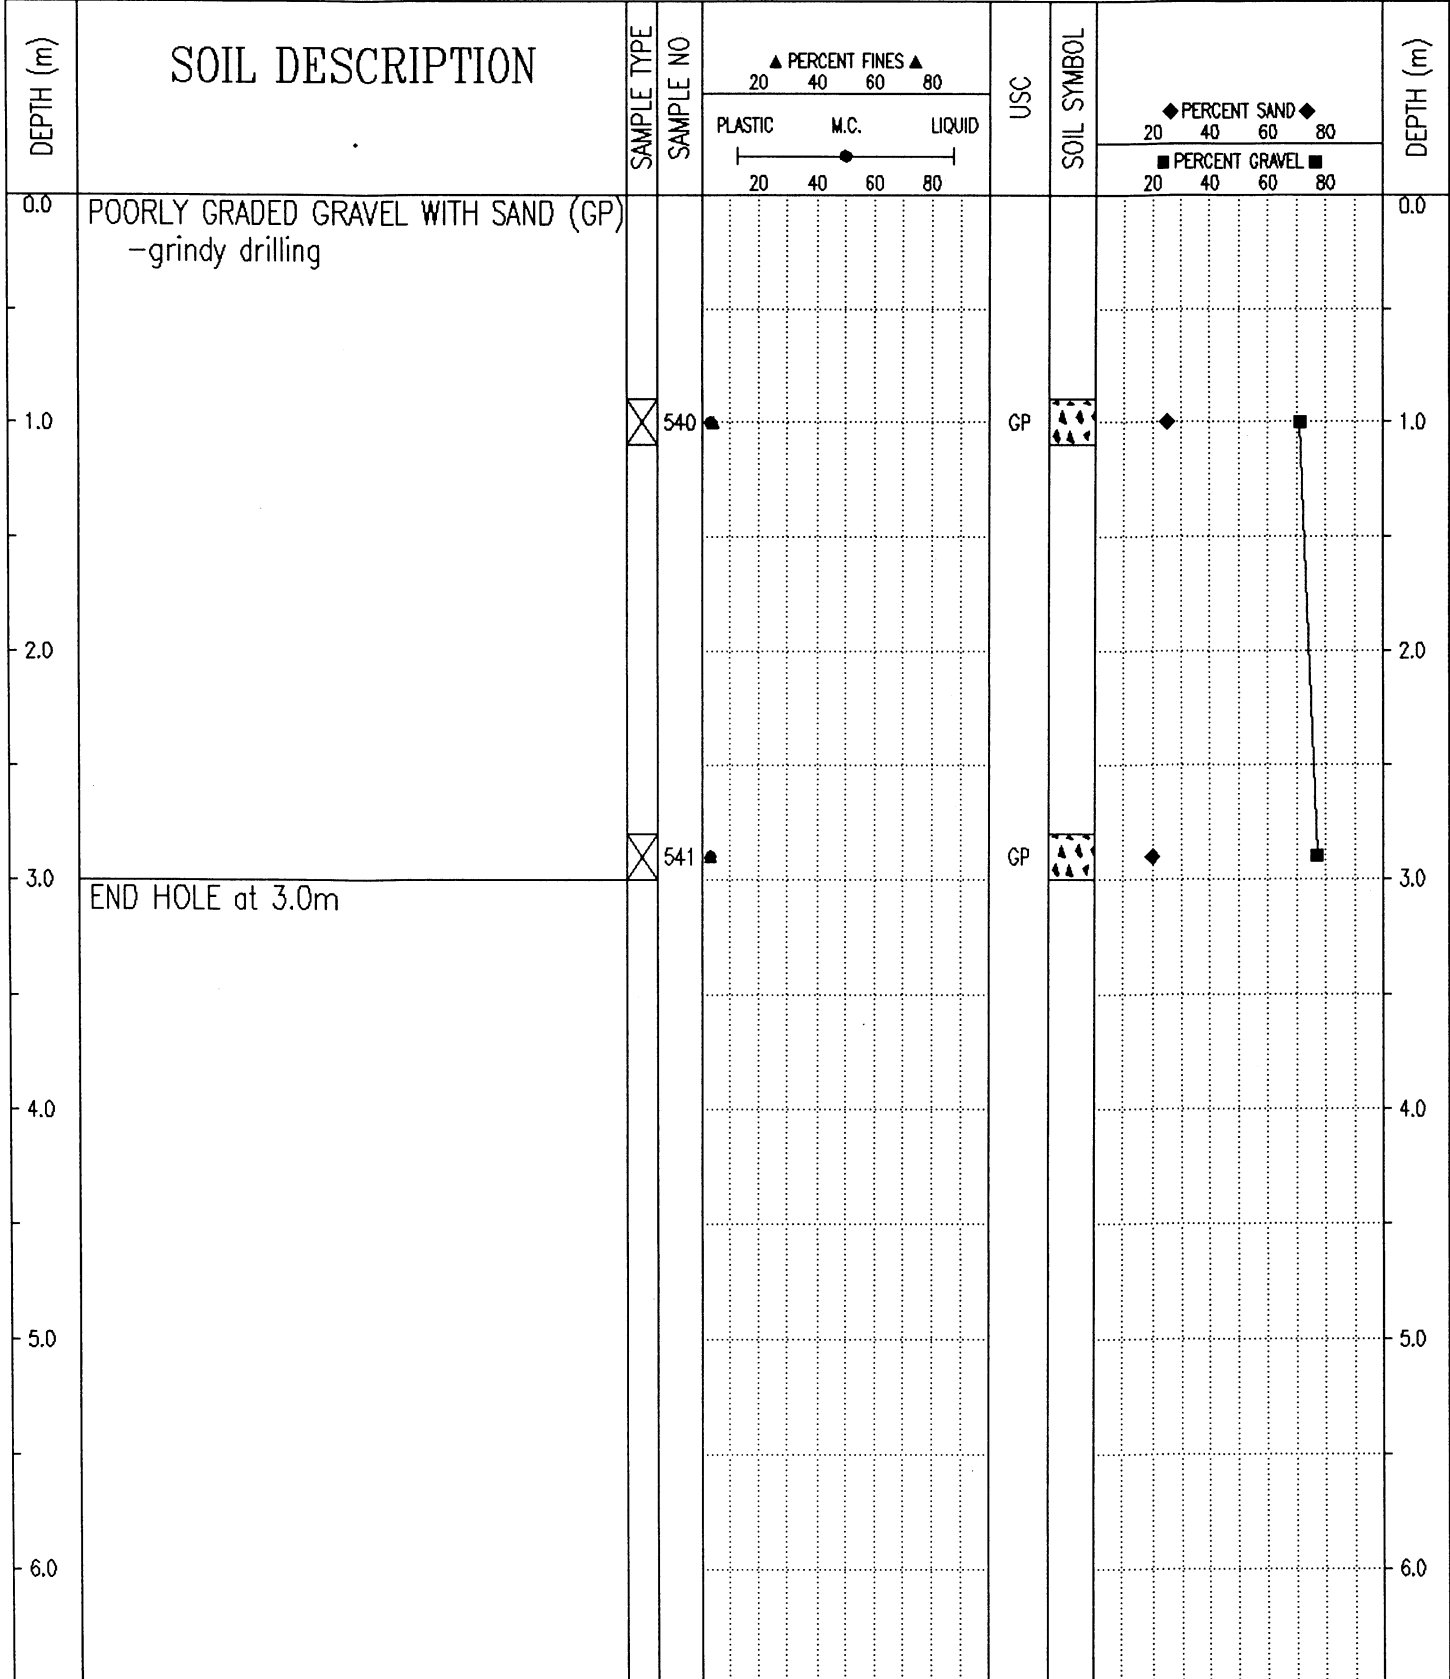 DEPTH (m)
SOIL DESCRIPTION
SAMPLE TYPE
SAMPLE NO
▲ PERCENT FINES ▲
20 40 60 80
PLASTIC M.C. LIQUID
20 40 60 80
USC
SOIL SYMBOL
◆ PERCENT SAND ◆
20 40 60 80
■ PERCENT GRAVEL ■
20 40 60 80
DEPTH (m)
0.0 POORLY GRADED GRAVEL WITH SAND (GP) 0.0
-grindy drilling
1.0 540 GP 1.0
2.0 2.0
541 GP
3.0 3.0
END HOLE at 3.0m
4.0 4.0
5.0 5.0
6.0 6.0